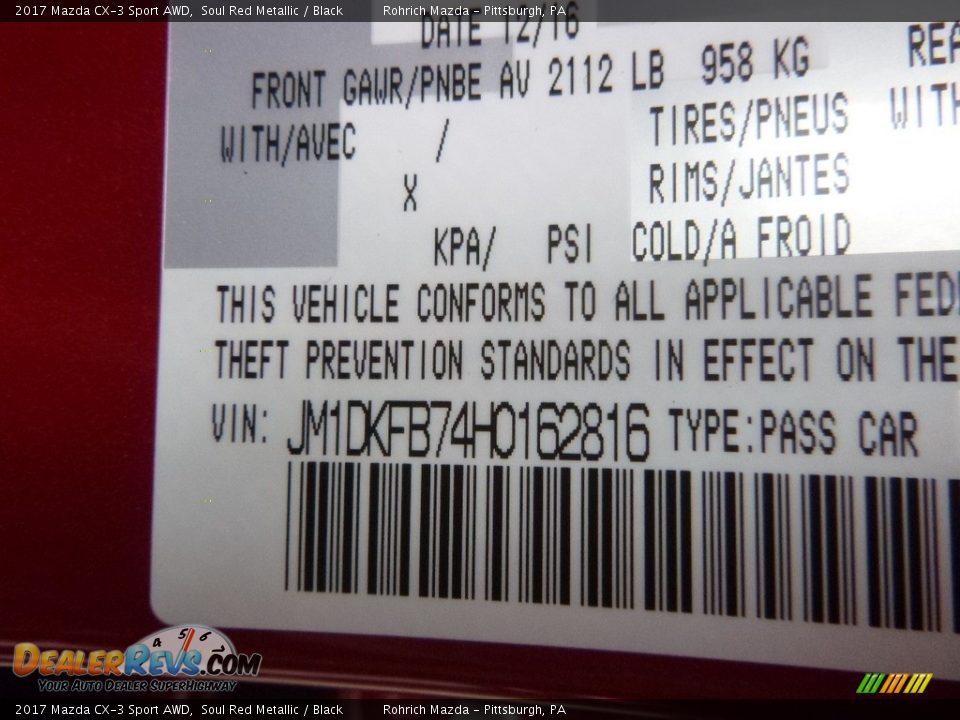 2017 Mazda CX-3 Sport AWD, Soul Red Metallic / Black Rohrich Mazda - Pittsburgh, PA
DATE 12/16
FRONT GAWR/PNBE AV 2112 LB 958 KG
WITH/AVEC / TIRES/PNEUS WITH
X RIMS/JANTES
KPA/ PSI COLD/A FROID
THIS VEHICLE CONFORMS TO ALL APPLICABLE
THEFT PREVENTION STANDARDS IN EFFECT ON THE
VIN: JM1DKFB74H0162816 TYPE:PASS CAR
4 5 6
DEALERREVS.COM
YOUR AUTO DEALER SUPERHIGHWAY
2017 Mazda CX-3 Sport AWD, Soul Red Metallic / Black Rohrich Mazda - Pittsburgh, PA